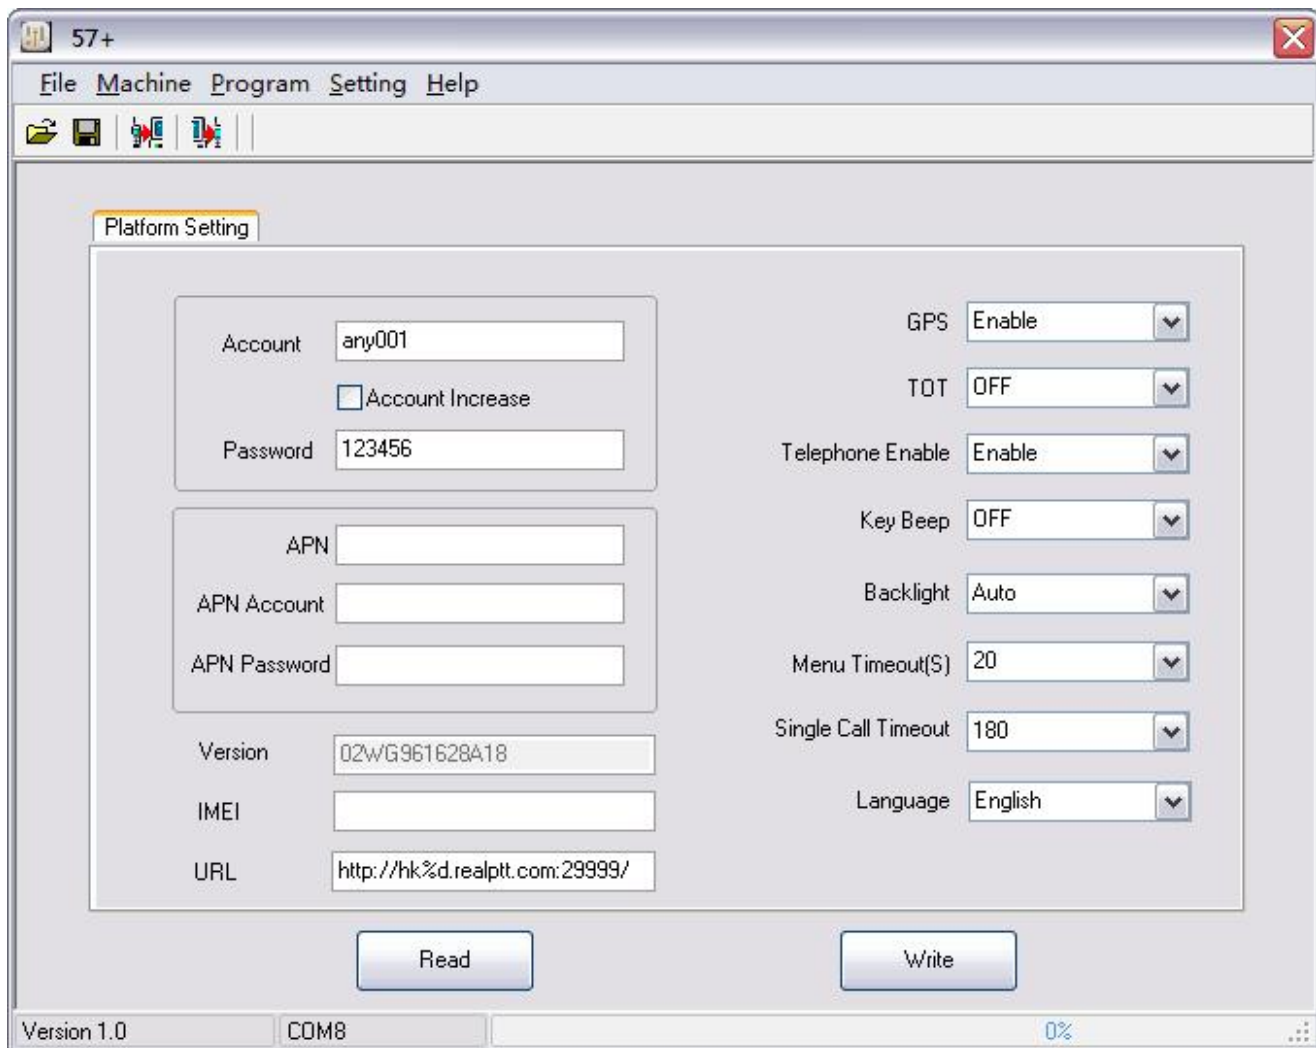 57+
File Machine Program Setting Help
Platform Setting
Account any001
Account Increase
Password 123456
APN
APN Account
APN Password
Version 02WG961628A18
IMEI
URL http://hk%d.realptt.com:29999/
GPS Enable
TOT OFF
Telephone Enable Enable
Key Beep OFF
Backlight Auto
Menu Timeout(S) 20
Single Call Timeout 180
Language English
Read Write
Version 1.0 COM8 0%